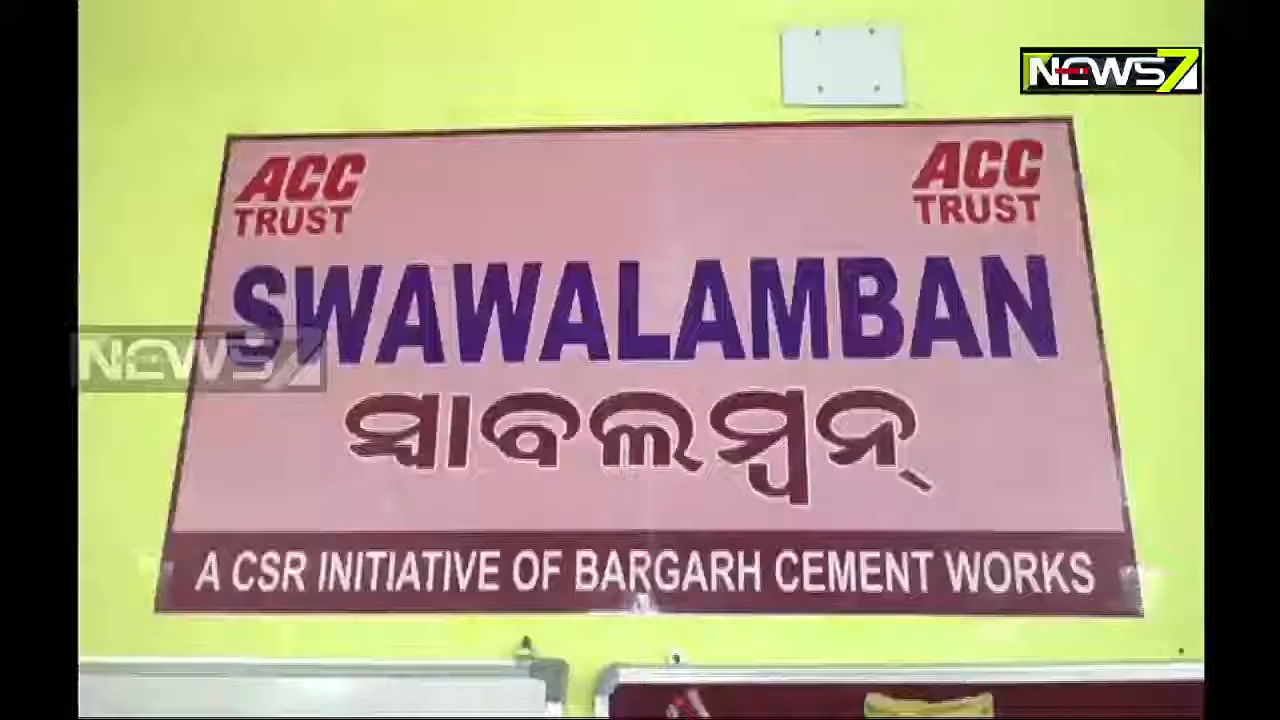 NEWS7
ACC ACC
TRUST TRUST
SWAWALAMBAN
NEWS7
ସ୍ୱାବଲମ୍ବନ୍
A CSR INITIATIVE OF BARGARH CEMENT WORKS